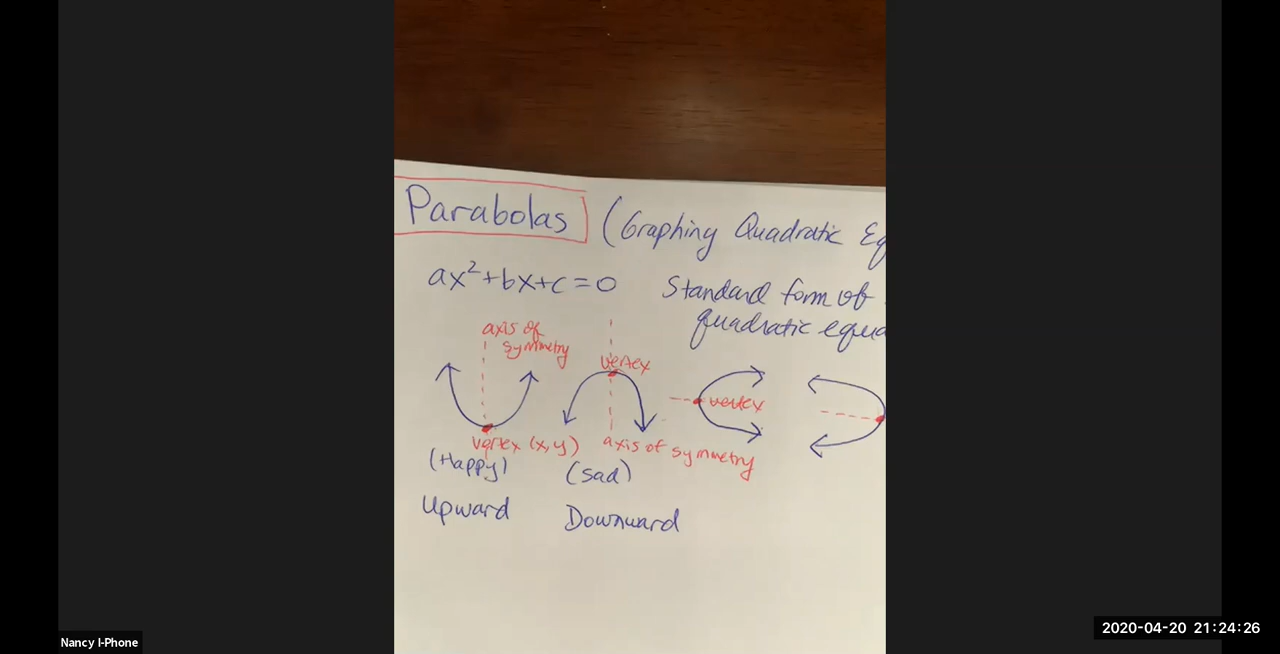 Parabolas (Graphing Quadratic Eq
ax²+bx+c=0 Standard form of
quadratic equa
axis of
symmetry
vertex
vertex
vertex (x,y) axis of symmetry
(Happy) (sad)
Upward Downward
Nancy I-Phone
2020-04-20 21:24:26